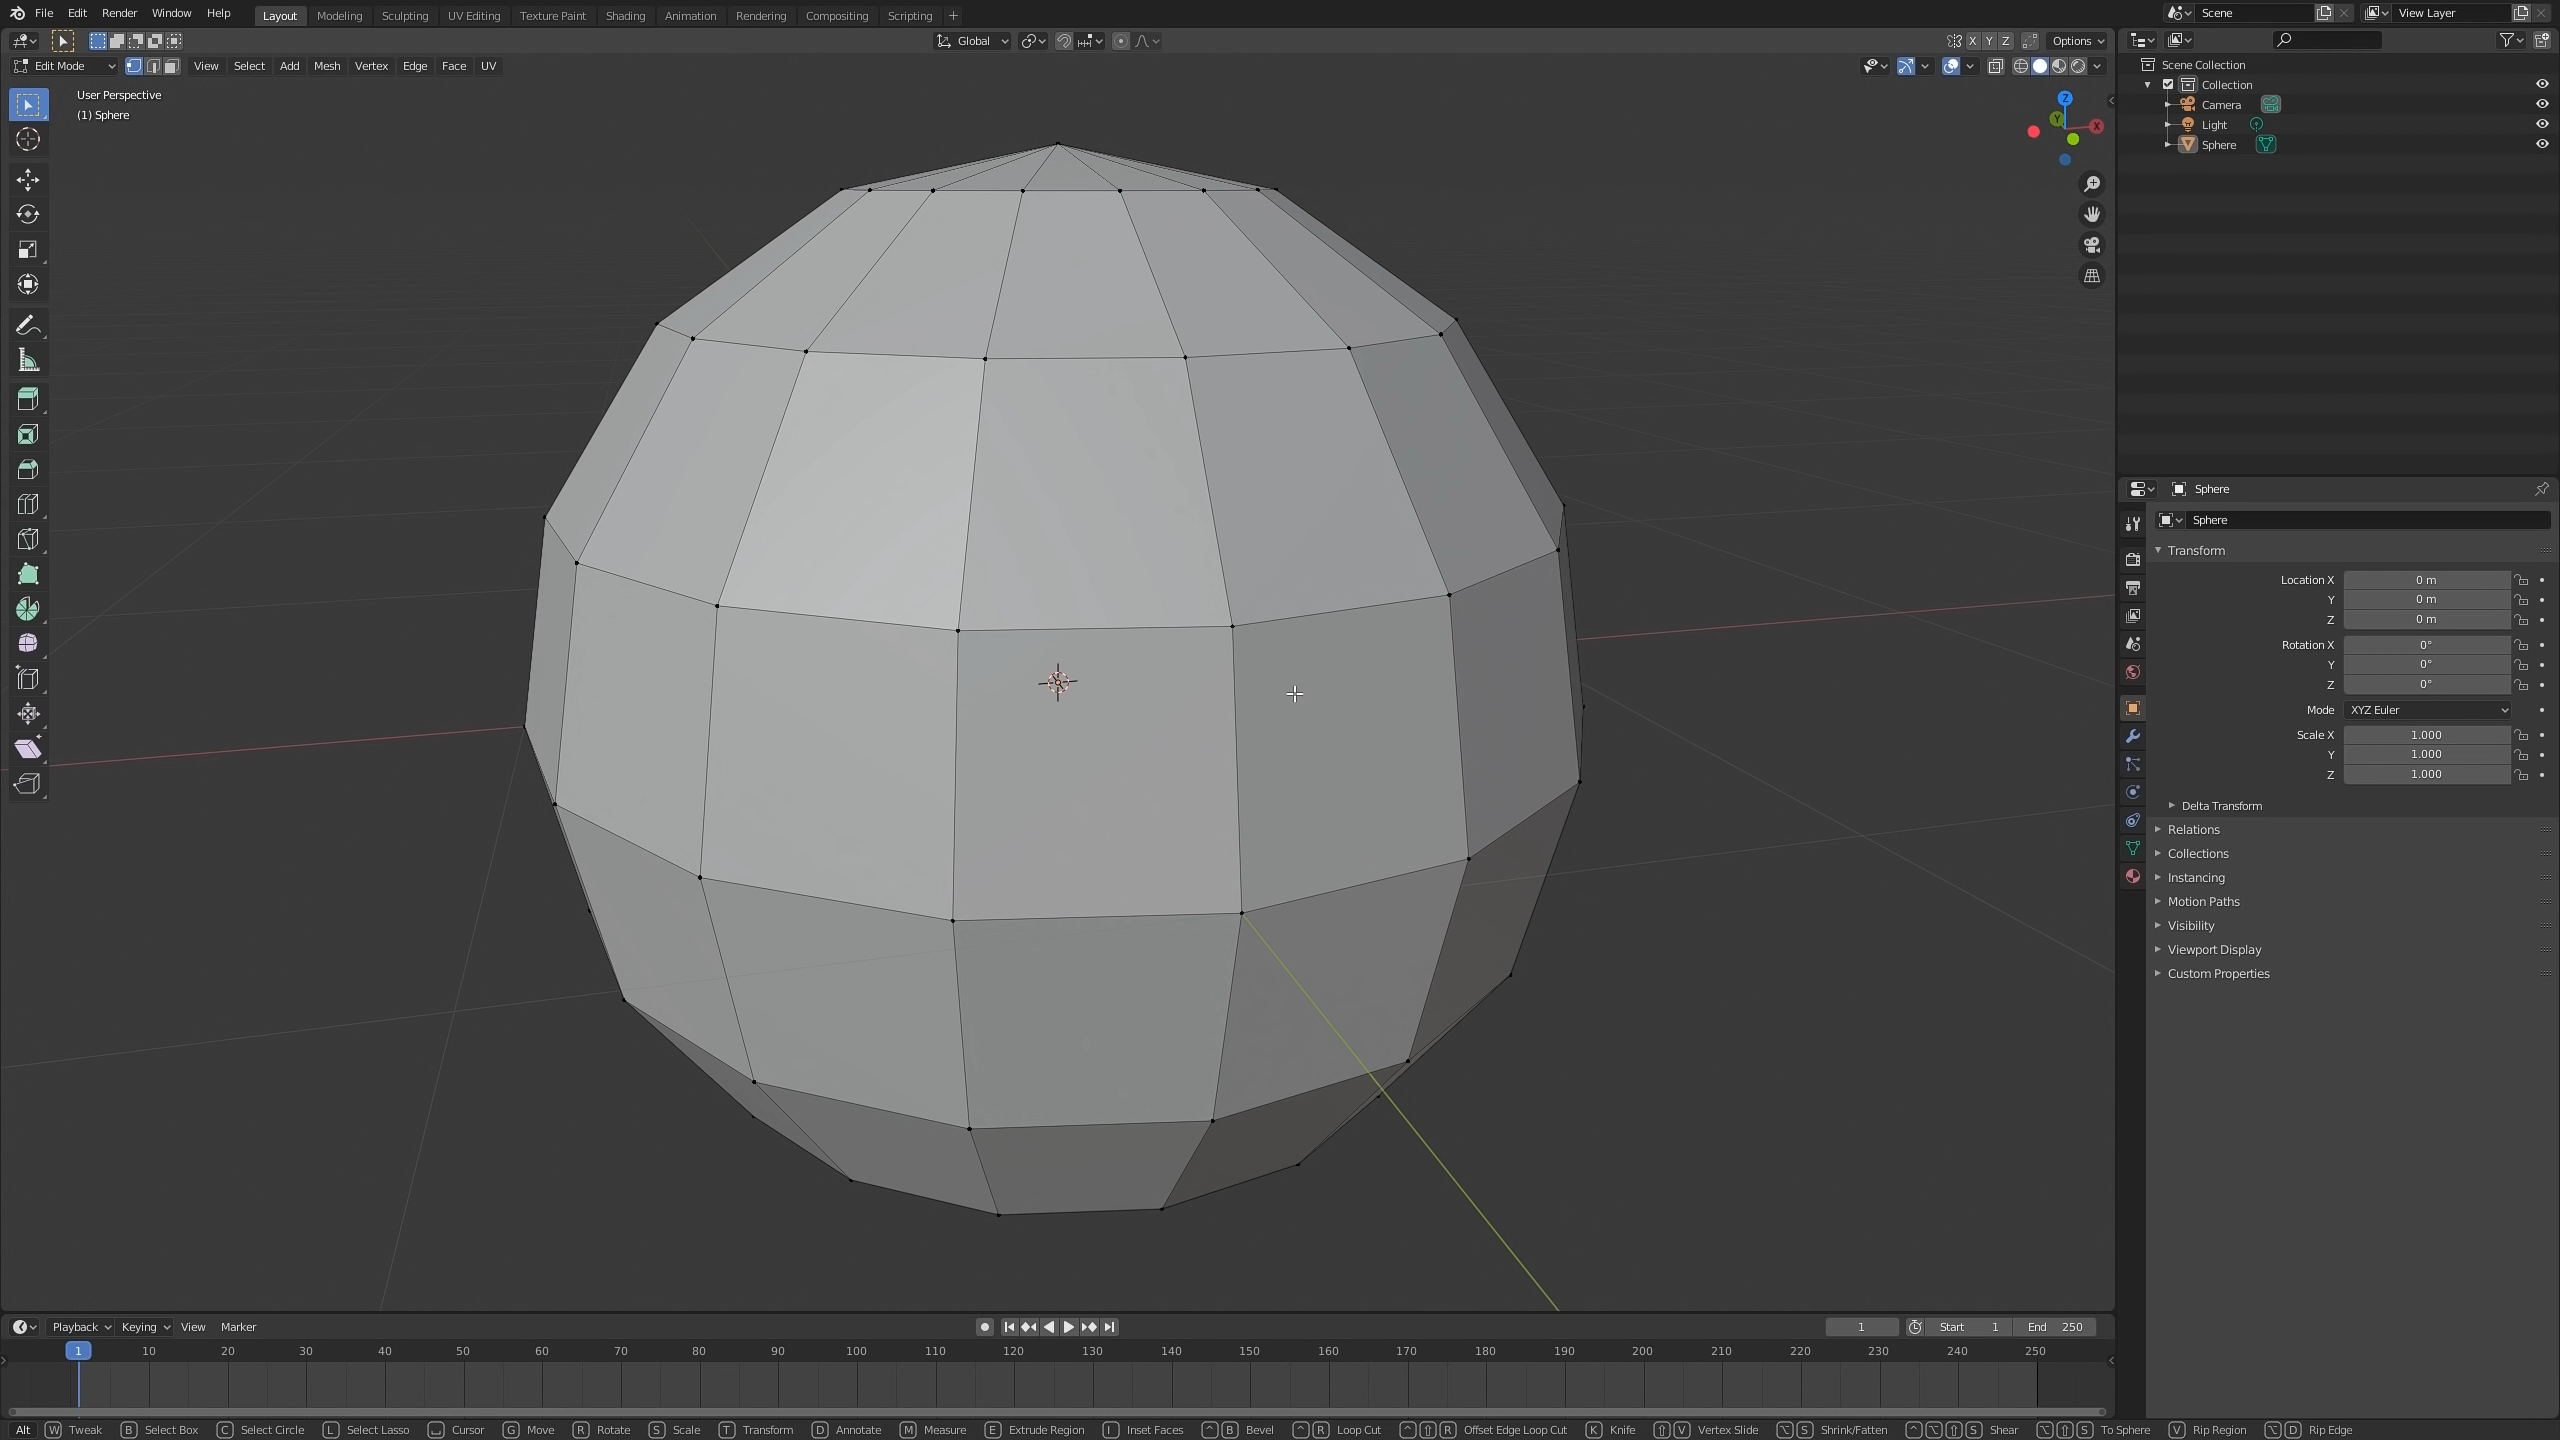 File Edit Render Window Help Layout Modeling Sculpting UV Editing Texture Paint Shading Animation Rendering Compositing Scripting + Scene View Layer
Global X Y Z Options
Edit Mode View Select Add Mesh Vertex Edge Face UV
User Perspective
(1) Sphere
Z
Y
X
Scene Collection
Collection
Camera
Light
Sphere
Sphere
Sphere
Transform
Location X 0 m
Y 0 m
Z 0 m
Rotation X 0°
Y 0°
Z 0°
Mode XYZ Euler
Scale X 1.000
Y 1.000
Z 1.000
Delta Transform
Relations
Collections
Instancing
Motion Paths
Visibility
Viewport Display
Custom Properties
Playback Keying View Marker 1 Start 1 End 250
1 10 20 30 40 50 60 70 80 90 100 110 120 130 140 150 160 170 180 190 200 210 220 230 240 250
Alt W Tweak B Select Box C Select Circle L Select Lasso Cursor G Move R Rotate S Scale T Transform D Annotate M Measure E Extrude Region I Inset Faces ^ B Bevel ^ R Loop Cut ^ ⇧ R Offset Edge Loop Cut K Knife ⇧ V Vertex Slide ⌥ S Shrink/Fatten ^ ⌥ ⇧ S Shear ⌥ ⇧ S To Sphere V Rip Region ⌥ D Rip Edge